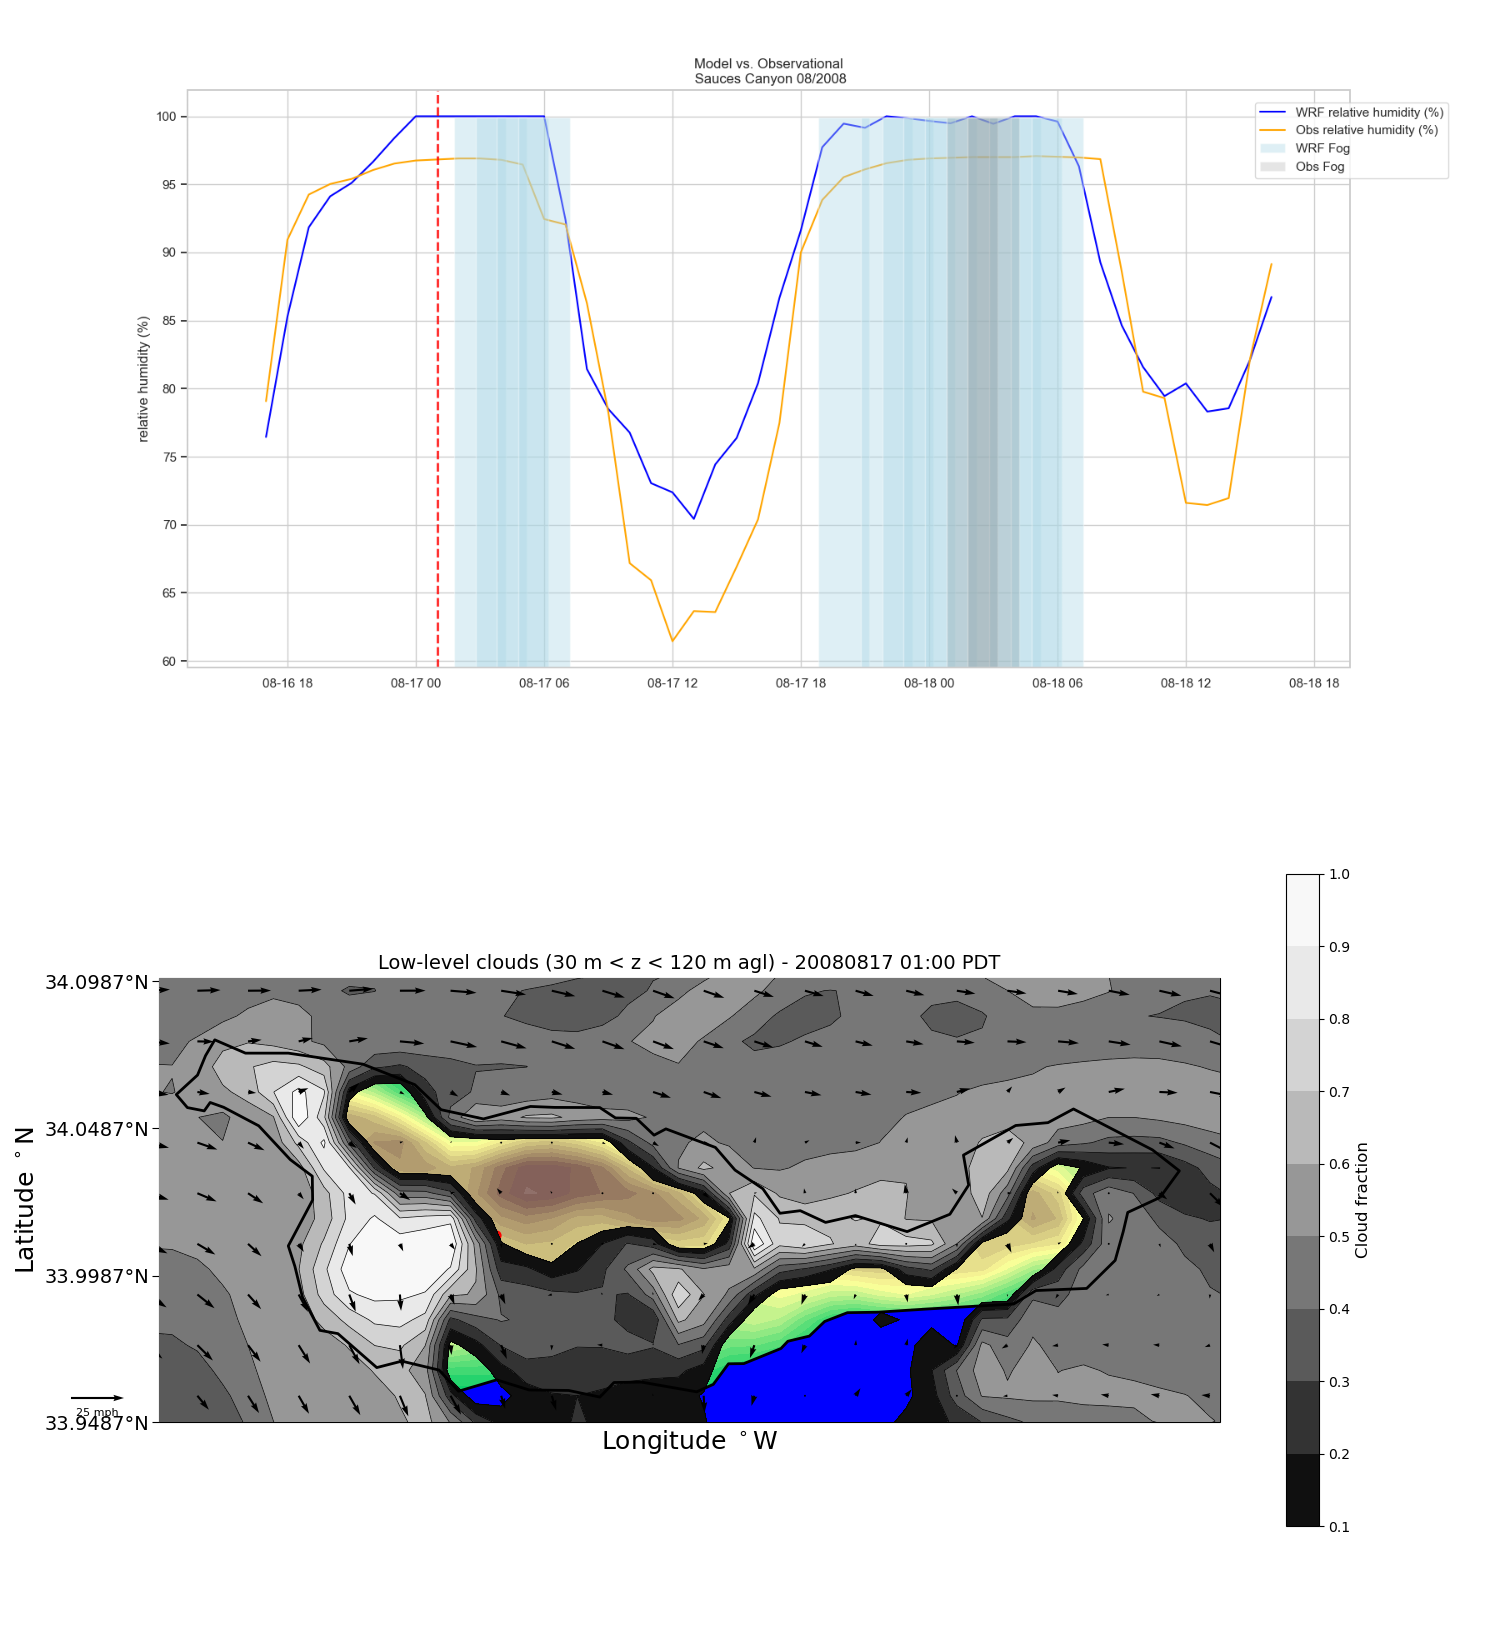 Model vs. Observational
Sauces Canyon 08/2008
WRF relative humidity (%)
Obs relative humidity (%)
WRF Fog
Obs Fog
relative humidity (%)
100
95
90
85
80
75
70
65
60
08-16 18
08-17 00
08-17 06
08-17 12
08-17 18
08-18 00
08-18 06
08-18 12
08-18 18
Low-level clouds (30 m < z < 120 m agl) - 20080817 01:00 PDT
Latitude °N
34.0987°N
34.0487°N
33.9987°N
33.9487°N
25 mph
Longitude °W
1.0
0.9
0.8
0.7
0.6
0.5
0.4
0.3
0.2
0.1
Cloud fraction